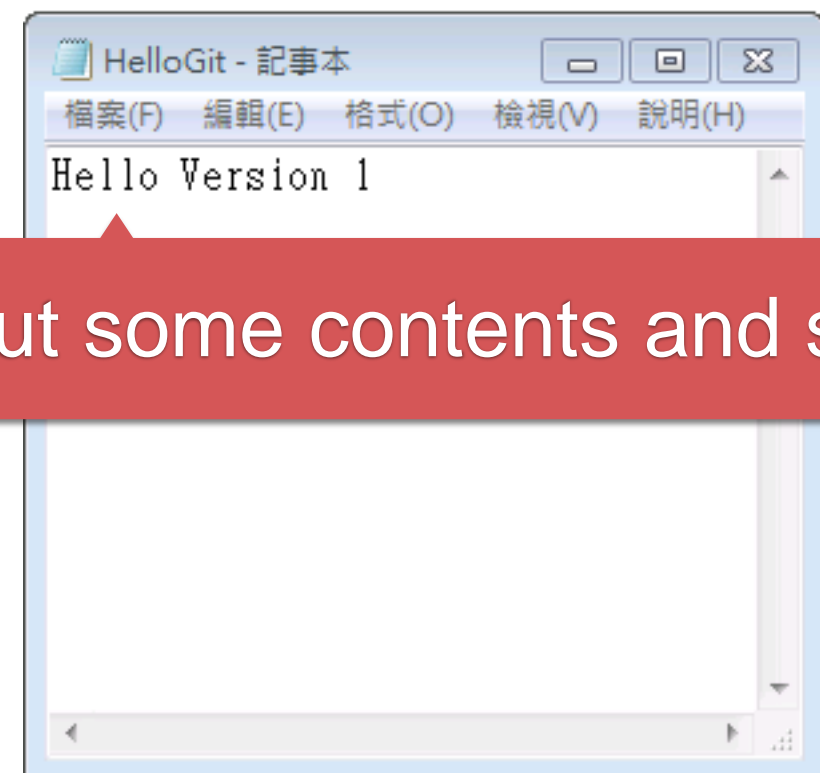 HelloGit - 記事本
檔案(F) 編輯(E) 格式(O) 檢視(V) 說明(H)
Hello Version 1
ut some contents and s